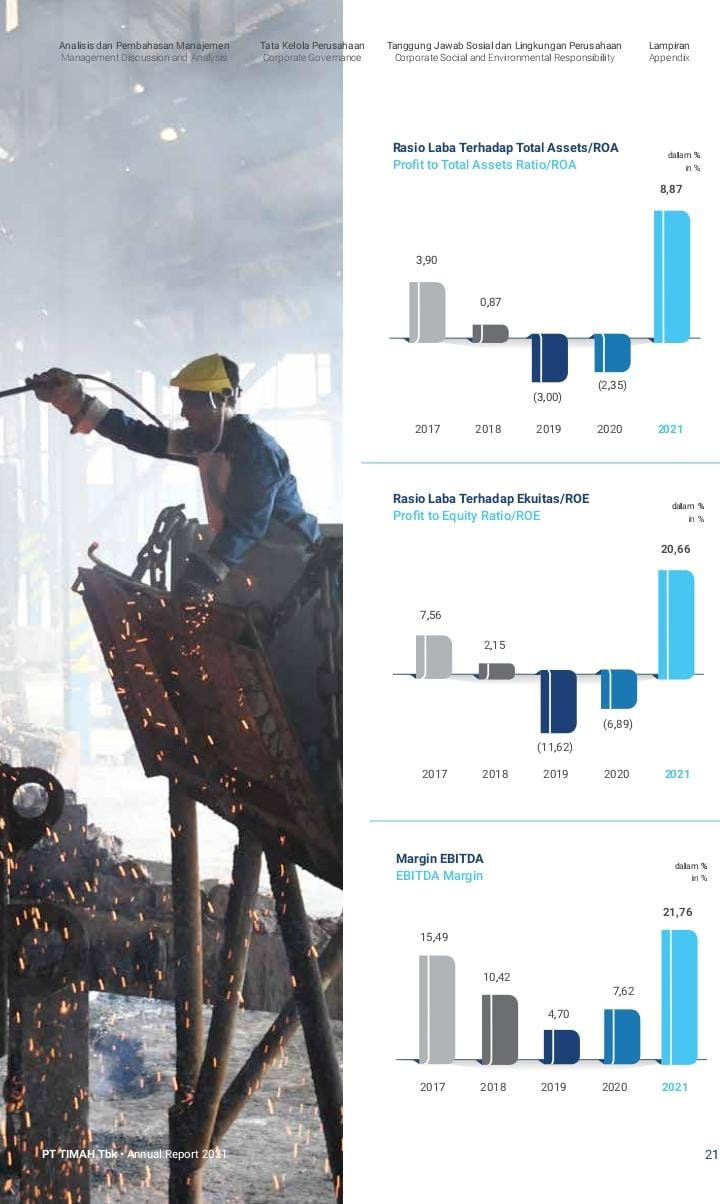 Analisis dan Pembahasan Manajemen
Management Discussion and Analysis
Tata Kelola Perusahaan
Corporate Governance
Tanggung Jawab Sosial dan Lingkungan Perusahaan
Corporate Social and Environmental Responsibility
Lampiran
Appendix
Rasio Laba Terhadap Total Assets/ROA
Profit to Total Assets Ratio/ROA
dallam %
in %
3,90
0,87
(3,00)
(2,35)
8,87
2017 2018 2019 2020 2021
Rasio Laba Terhadap Ekuitas/ROE
Profit to Equity Ratio/ROE
dallam %
in %
7,56
2,15
(11,62)
(6,89)
20,66
2017 2018 2019 2020 2021
Margin EBITDA
EBITDA Margin
dallam %
in %
15,49
10,42
4,70
7,62
21,76
2017 2018 2019 2020 2021
PT TIMAH Tbk • Annual Report 2021
21